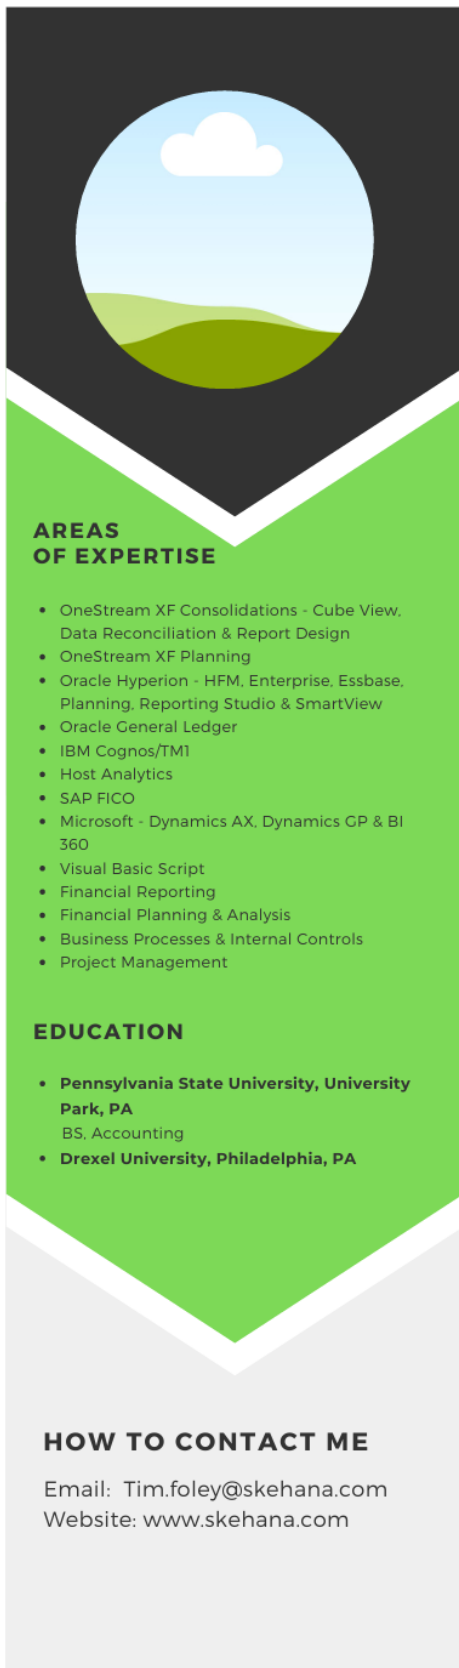 AREAS
OF EXPERTISE
• OneStream XF Consolidations - Cube View,
Data Reconciliation & Report Design
• OneStream XF Planning
• Oracle Hyperion - HFM, Enterprise, Essbase,
Planning, Reporting Studio & SmartView
• Oracle General Ledger
• IBM Cognos/TM1
• Host Analytics
• SAP FICO
• Microsoft - Dynamics AX, Dynamics GP & BI
360
• Visual Basic Script
• Financial Reporting
• Financial Planning & Analysis
• Business Processes & Internal Controls
• Project Management
EDUCATION
• Pennsylvania State University, University
Park, PA
BS, Accounting
• Drexel University, Philadelphia, PA
HOW TO CONTACT ME
Email: Tim.foley@skehana.com
Website: www.skehana.com